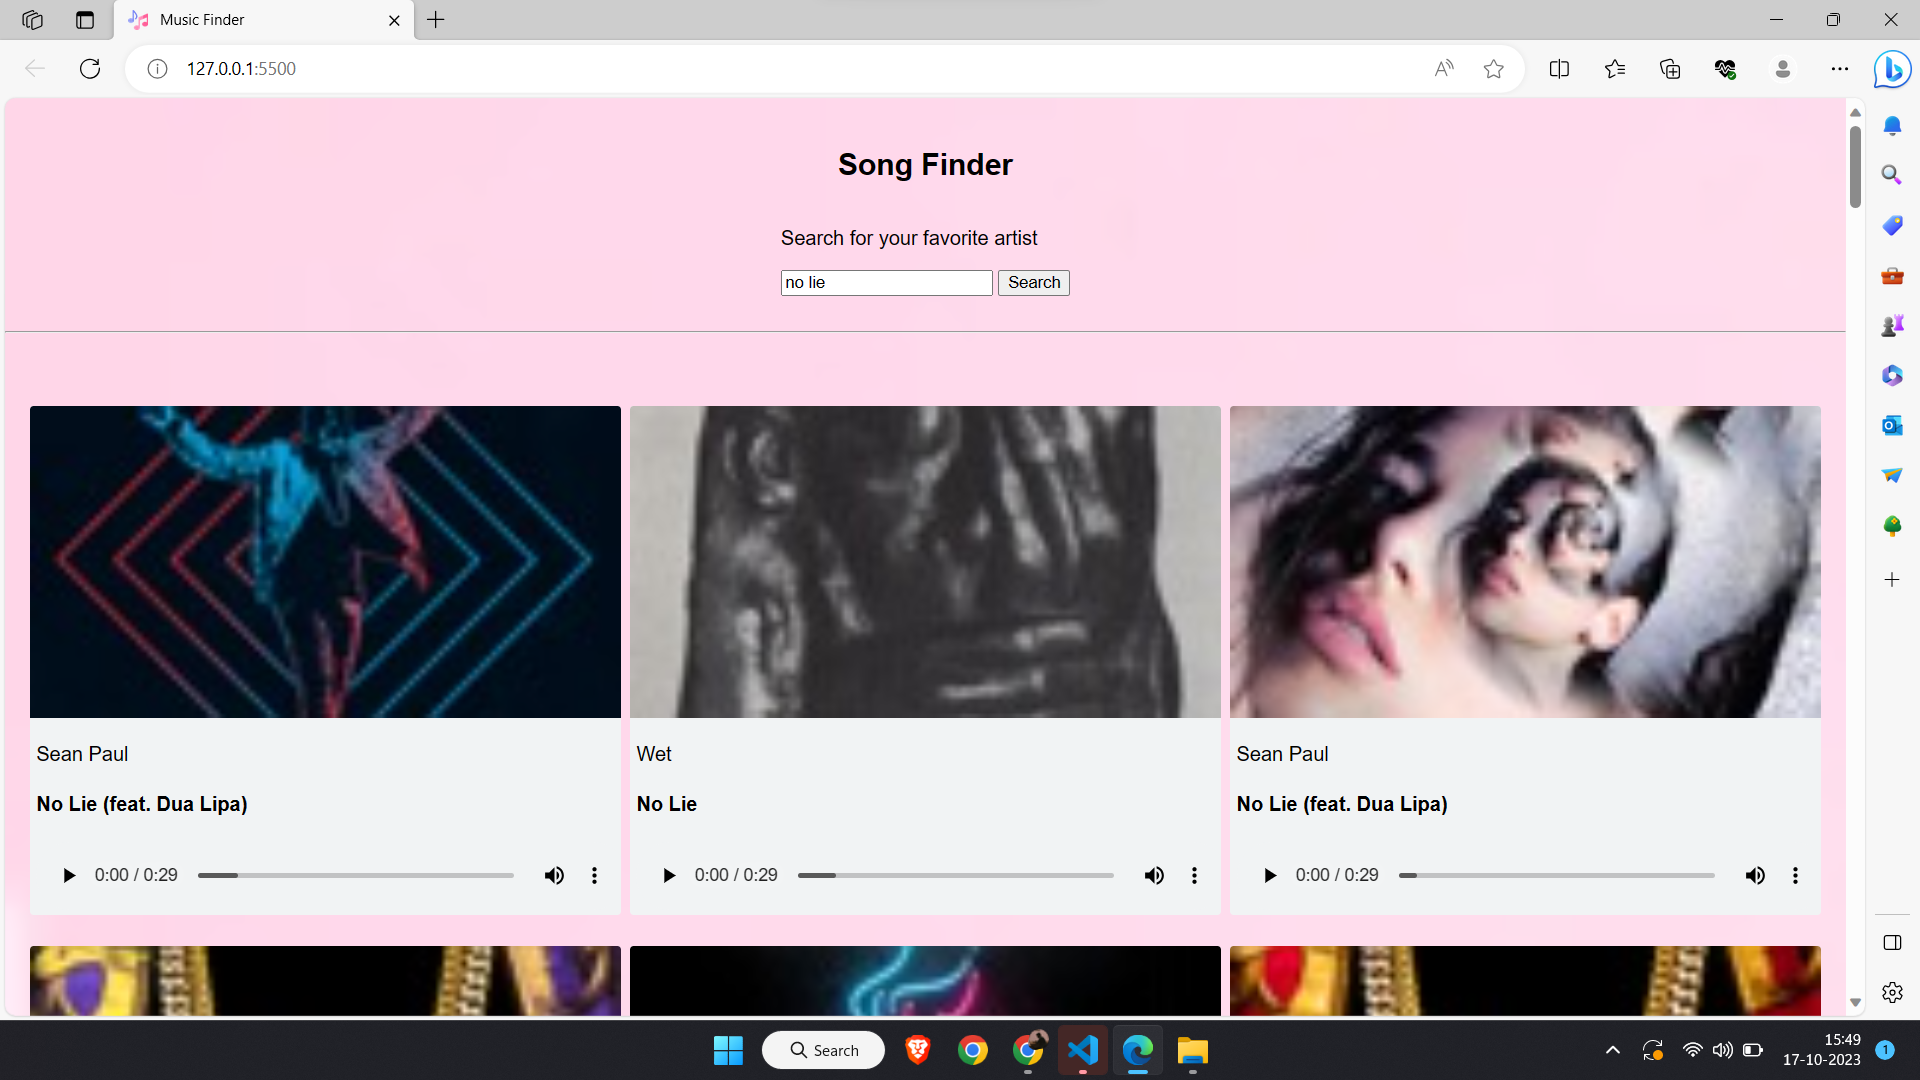 Music Finder
127.0.0.1:5500
Song Finder
Search for your favorite artist
no lie Search
Sean Paul
No Lie (feat. Dua Lipa)
0:00 / 0:29
Wet
No Lie
0:00 / 0:29
Sean Paul
No Lie (feat. Dua Lipa)
0:00 / 0:29
Search
15:49
17-10-2023
1